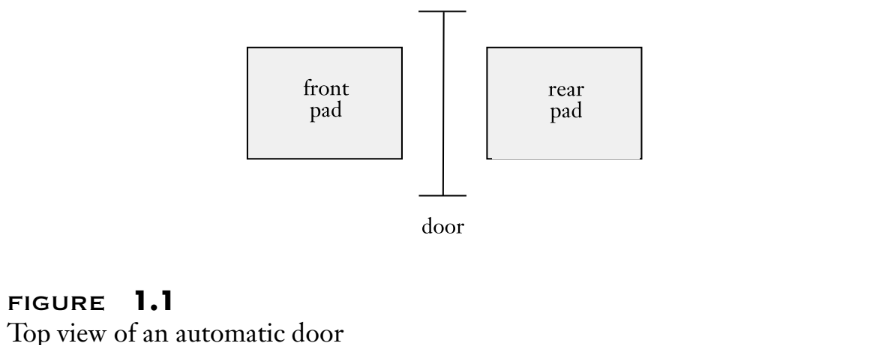 front
pad
rear
pad
door
FIGURE 1.1
Top view of an automatic door